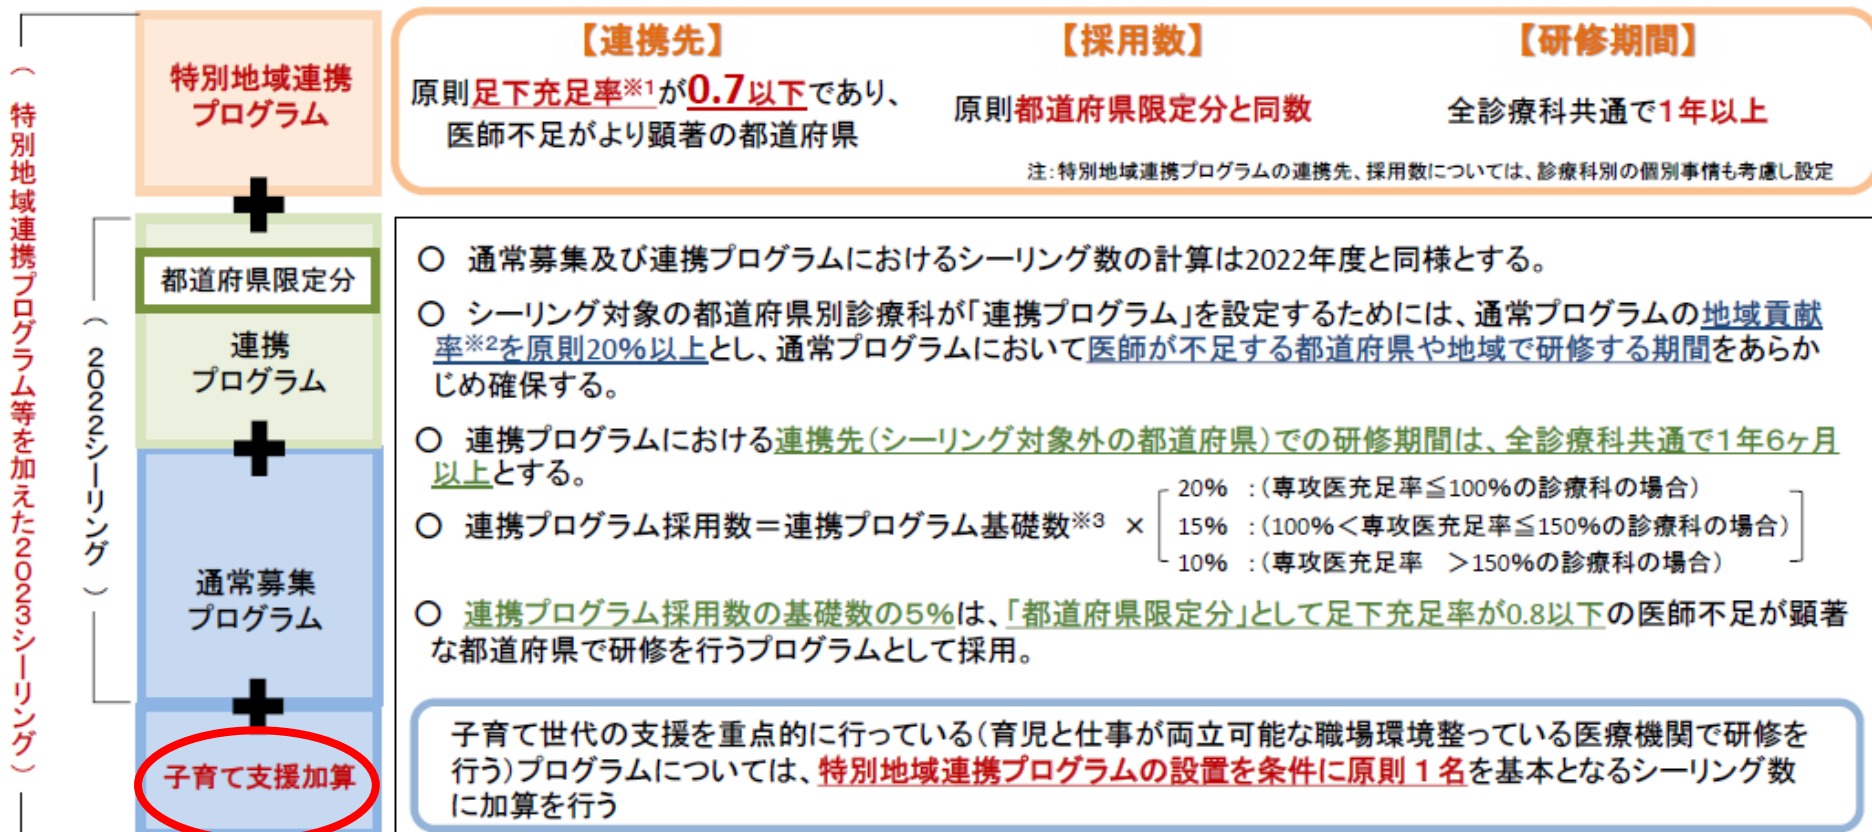 （特別地域連携プログラム等を加えた2023シーリング）
（2022シーリング）
特別地域連携
プログラム
都道府県限定分
連携
プログラム
通常募集
プログラム
子育て支援加算
【連携先】
原則足下充足率※1が0.7以下であり、
医師不足がより顕著の都道府県
【採用数】
原則都道府県限定分と同数
【研修期間】
全診療科共通で1年以上
注：特別地域連携プログラムの連携先、採用数については、診療科別の個別事情も考慮し設定
○ 通常募集及び連携プログラムにおけるシーリング数の計算は2022年度と同様とする。
○ シーリング対象の都道府県別診療科が「連携プログラム」を設定するためには、通常プログラムの地域貢献
率※2を原則20%以上とし、通常プログラムにおいて医師が不足する都道府県や地域で研修する期間をあらか
じめ確保する。
○ 連携プログラムにおける連携先（シーリング対象外の都道府県）での研修期間は、全診療科共通で1年6ヶ月
以上とする。
○ 連携プログラム採用数＝連携プログラム基礎数※3 ×
20% ：（専攻医充足率≦100%の診療科の場合）
15% ：（100%＜専攻医充足率≦150%の診療科の場合）
10% ：（専攻医充足率 ＞150%の診療科の場合）
○ 連携プログラム採用数の基礎数の5%は、「都道府県限定分」として足下充足率が0.8以下の医師不足が顕著
な都道府県で研修を行うプログラムとして採用。
子育て世代の支援を重点的に行っている（育児と仕事が両立可能な職場環境整っている医療機関で研修を
行う）プログラムについては、特別地域連携プログラムの設置を条件に原則１名を基本となるシーリング数
に加算を行う